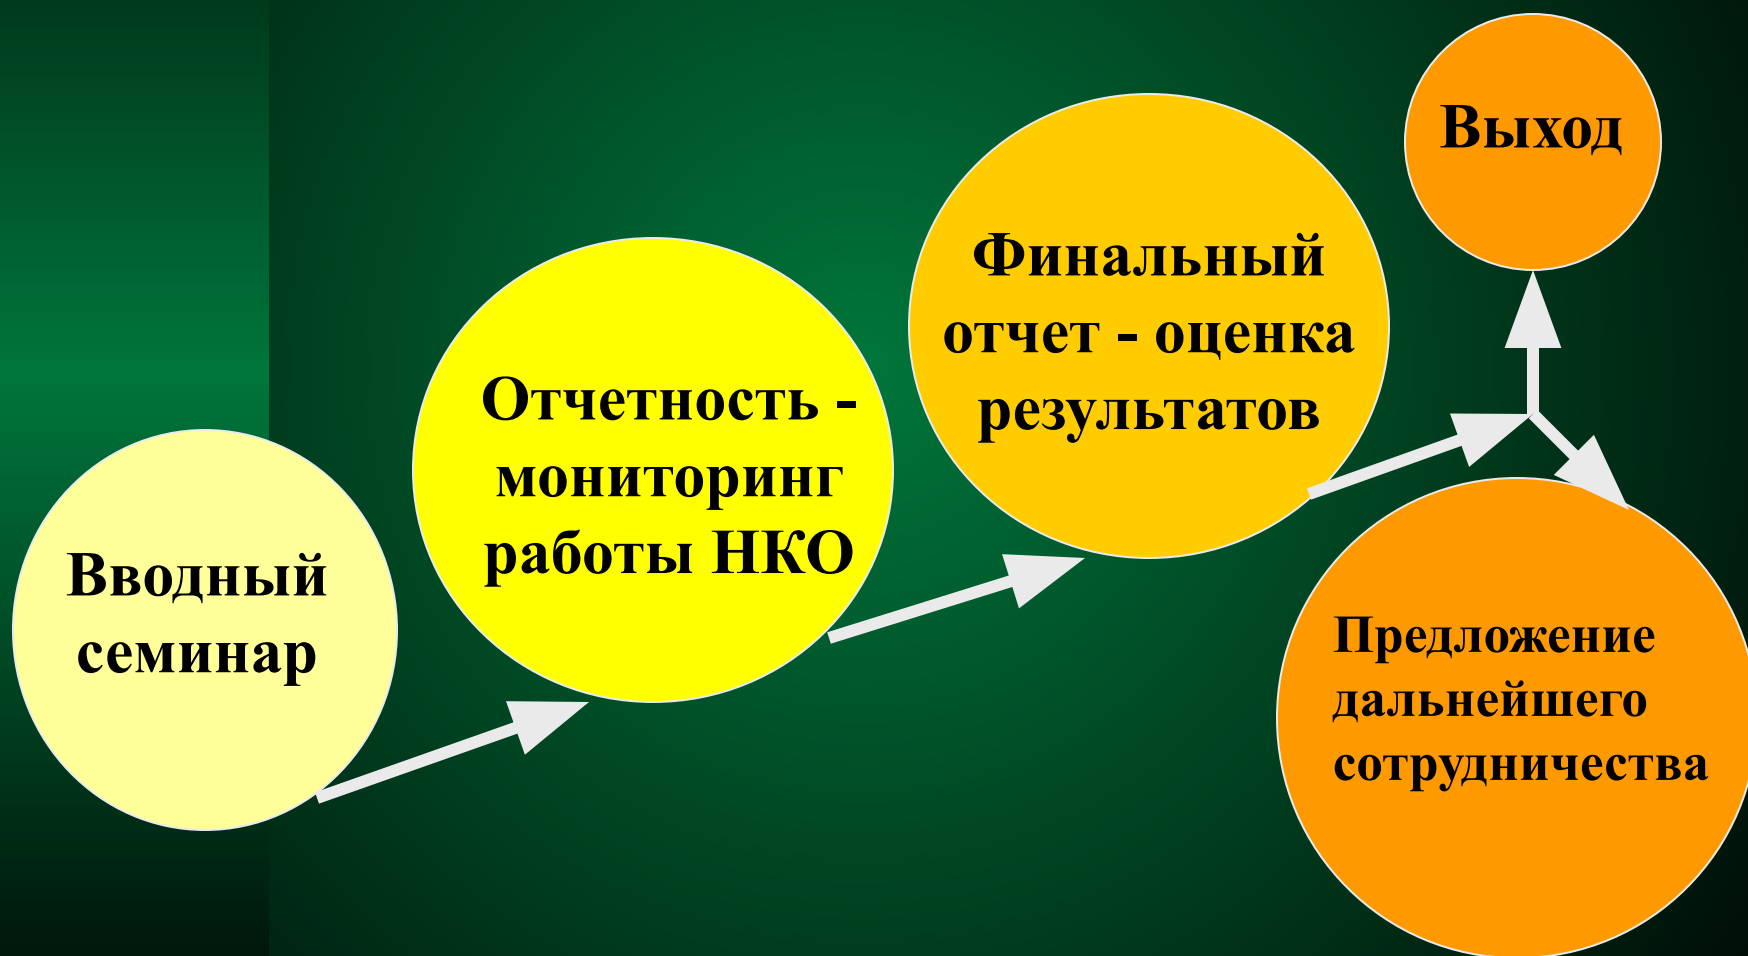 Вводный
семинар
Отчетность -
мониторинг
работы НКО
Финальный
отчет - оценка
результатов
Выход
Предложение
дальнейшего
сотрудничества